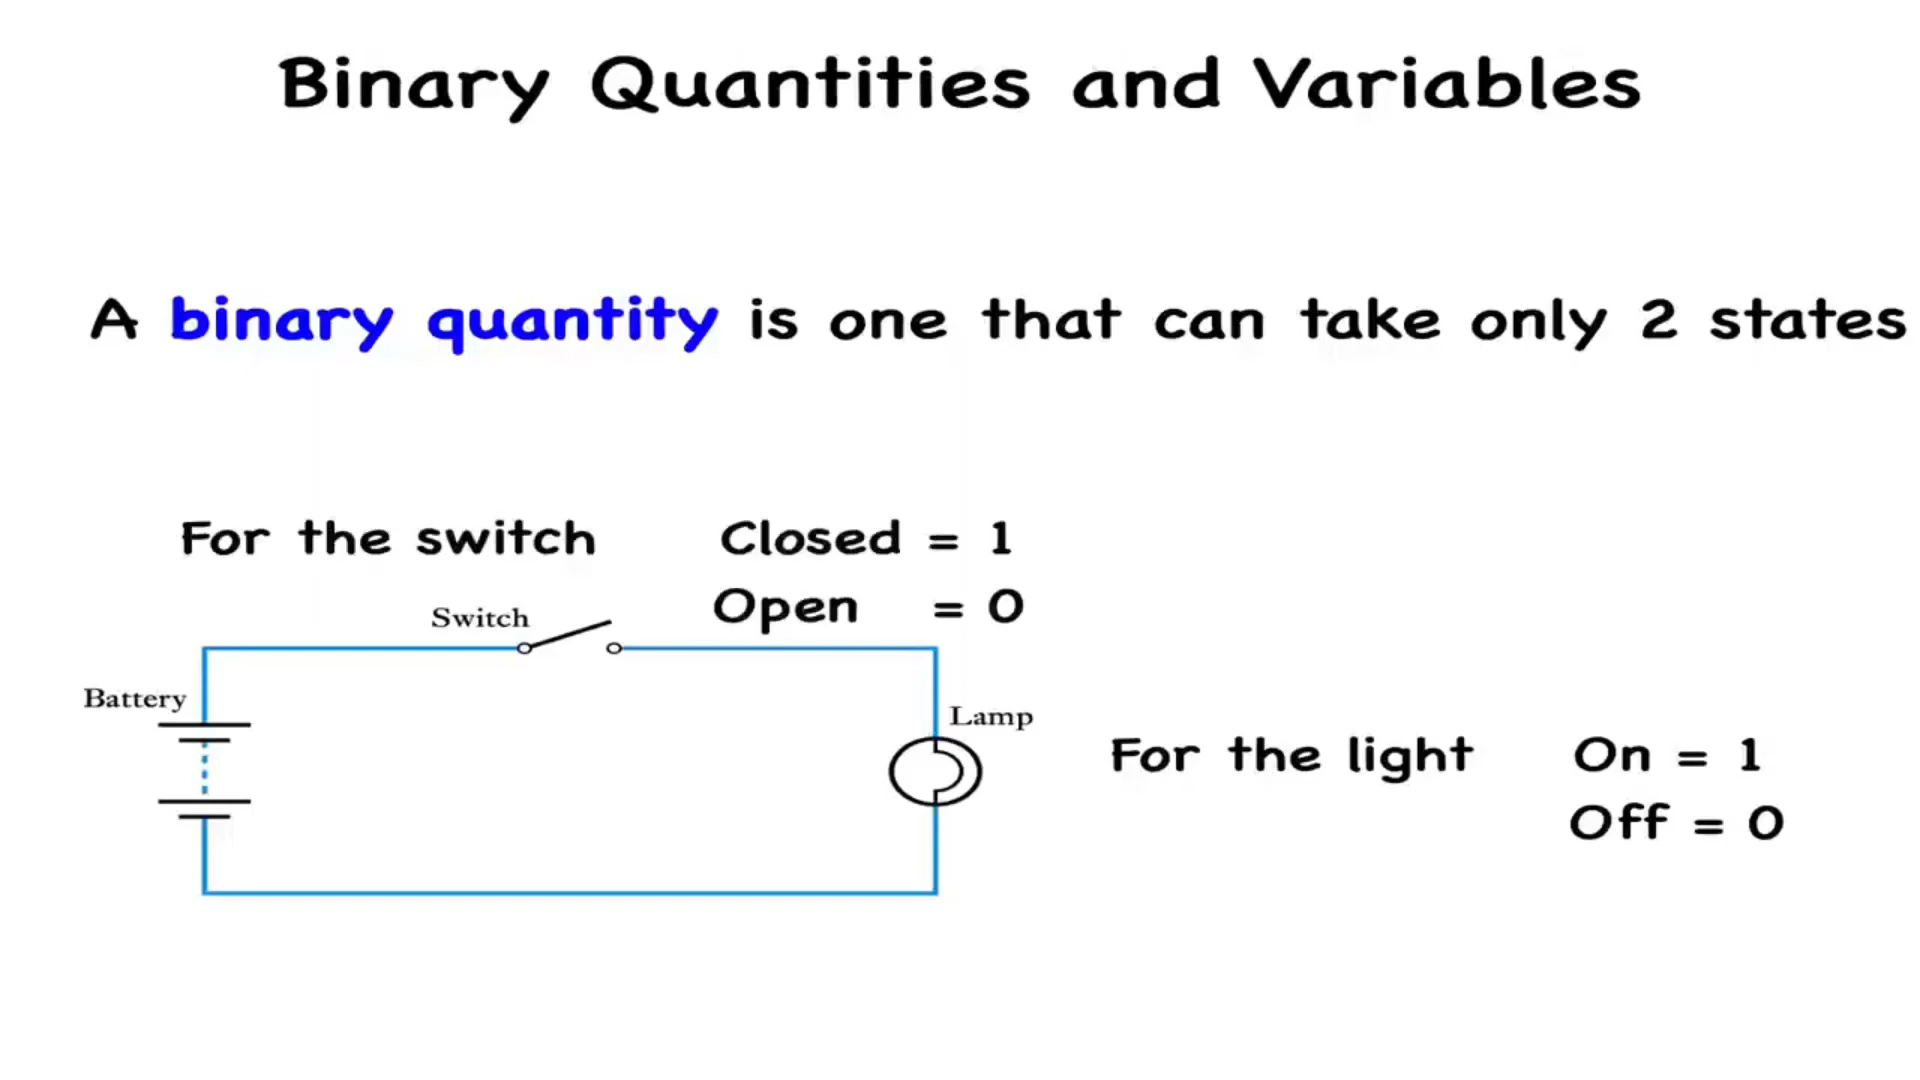 Binary Quantities and Variables
A binary quantity is one that can take only 2 states
For the switch Closed = 1
Open = 0
Switch
Battery
Lamp
For the light On = 1
Off = 0